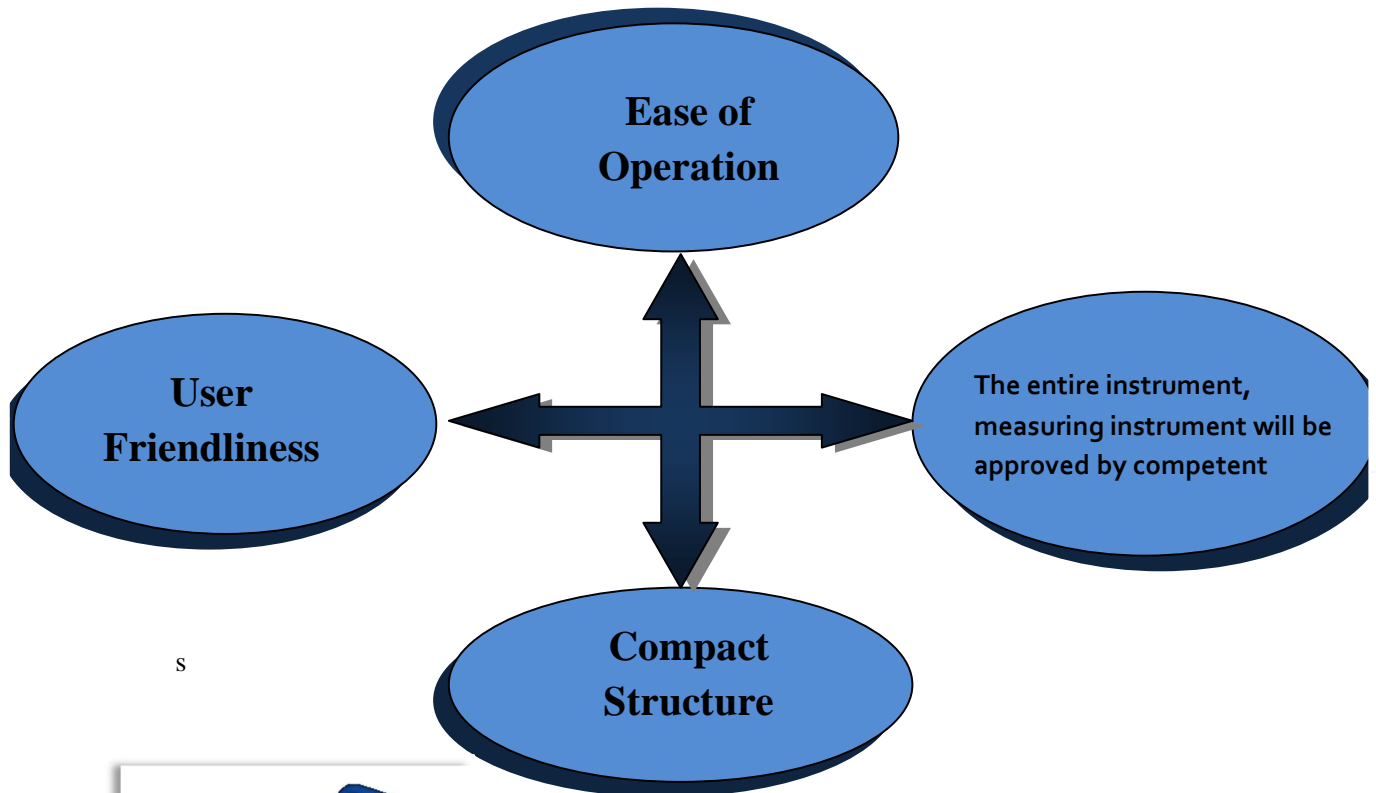 Ease of
Operation
User
Friendliness
The entire instrument,
measuring instrument will be
approved by competent
Compact
Structure
s